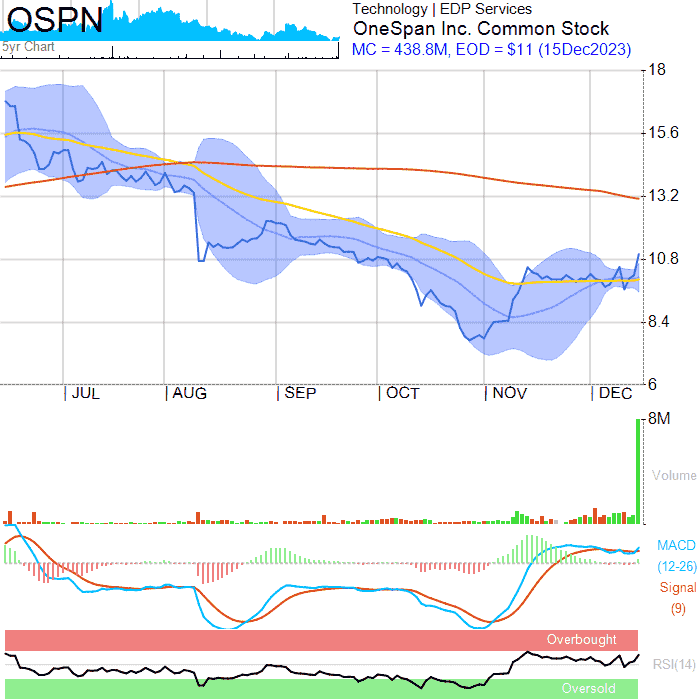 OSPN
5yr Chart
Technology | EDP Services
OneSpan Inc. Common Stock
MC = 438.8M, EOD = $11 (15Dec2023)
18
15.6
13.2
10.8
8.4
6
| JUL | AUG | SEP | OCT | NOV | DEC
8M
Volume
MACD
(12-26)
Signal
(9)
Overbought
RSI(14)
Oversold